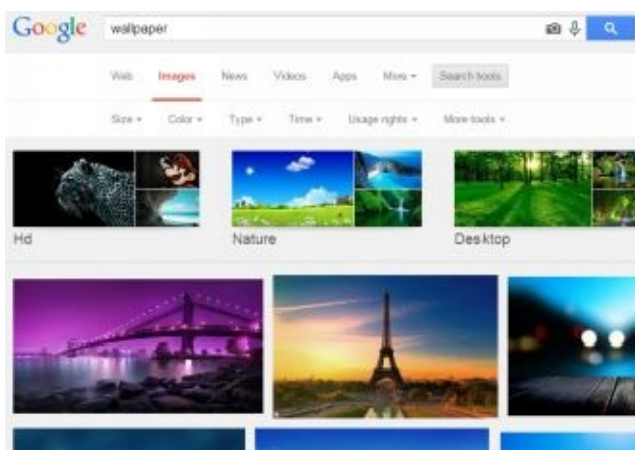 Google wallpaper
Web Images News Videos Apps More Search tools
Size Color Type Time Usage rights More tools
Hd Nature Desktop